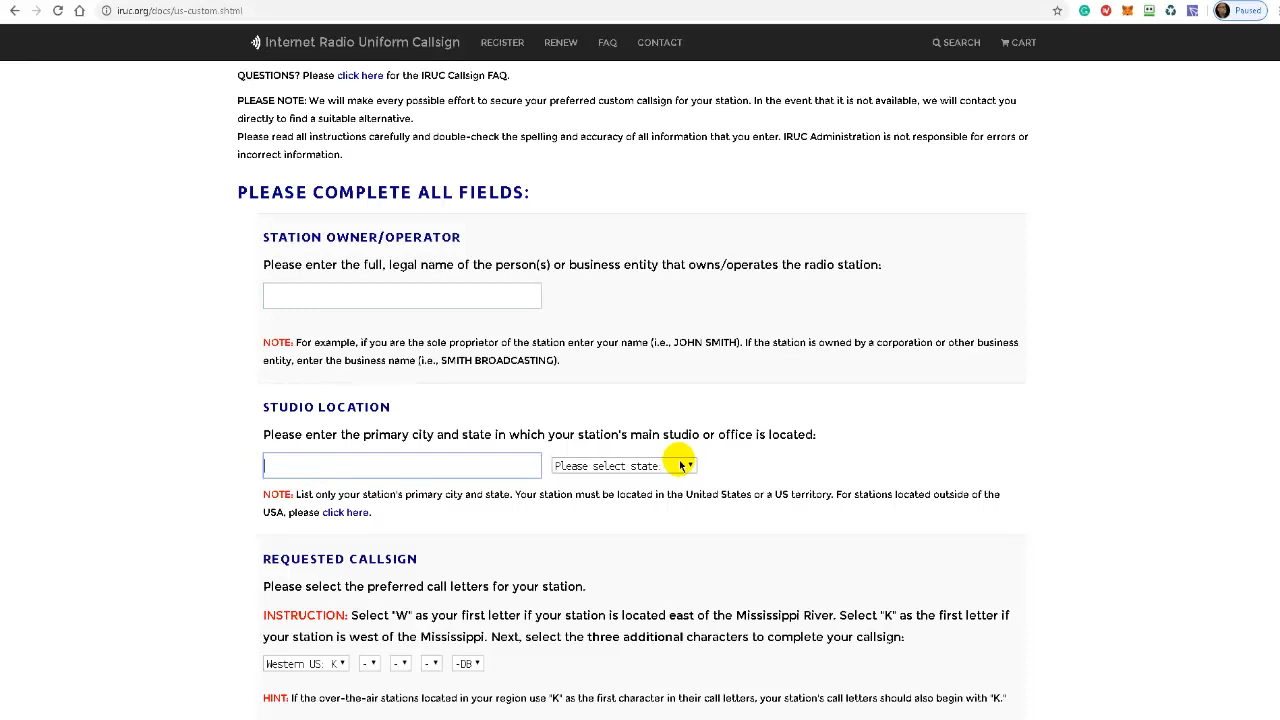 iruc.org/docs/us-custom.shtml
Paused
Internet Radio Uniform Callsign REGISTER RENEW FAQ CONTACT SEARCH CART
QUESTIONS? Please click here for the IRUC Callsign FAQ.
PLEASE NOTE: We will make every possible effort to secure your preferred custom callsign for your station. In the event that it is not available, we will contact you
directly to find a suitable alternative.
Please read all instructions carefully and double-check the spelling and accuracy of all information that you enter. IRUC Administration is not responsible for errors or
incorrect information.
PLEASE COMPLETE ALL FIELDS:
STATION OWNER/OPERATOR
Please enter the full, legal name of the person(s) or business entity that owns/operates the radio station:
NOTE: For example, if you are the sole proprietor of the station enter your name (i.e., JOHN SMITH). If the station is owned by a corporation or other business
entity, enter the business name (i.e., SMITH BROADCASTING).
STUDIO LOCATION
Please enter the primary city and state in which your station's main studio or office is located:
Please select state.
NOTE: List only your station's primary city and state. Your station must be located in the United States or a US territory. For stations located outside of the
USA, please click here.
REQUESTED CALLSIGN
Please select the preferred call letters for your station.
INSTRUCTION: Select "W" as your first letter if your station is located east of the Mississippi River. Select "K" as the first letter if
your station is west of the Mississippi. Next, select the three additional characters to complete your callsign:
Western US: K - - - -DB
HINT: If the over-the-air stations located in your region use "K" as the first character in their call letters, your station's call letters should also begin with "K."